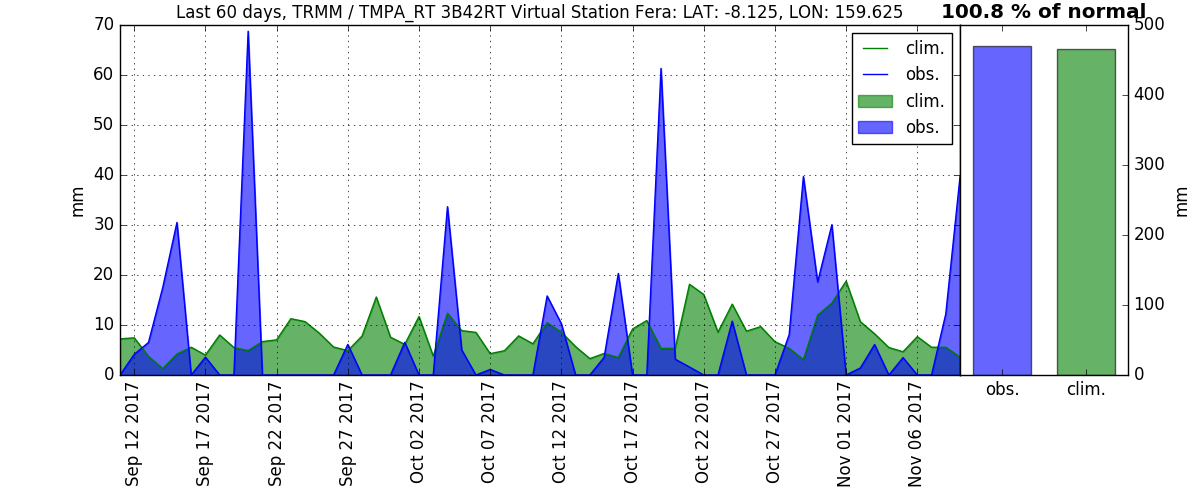 Last 60 days, TRMM / TMPA_RT 3B42RT Virtual Station Fera: LAT: -8.125, LON: 159.625
100.8 % of normal
70
60
50
40
30
20
10
0
mm
clim.
obs.
clim.
obs.
500
400
300
200
100
0
mm
obs.
clim.
Sep 12 2017
Sep 17 2017
Sep 22 2017
Sep 27 2017
Oct 02 2017
Oct 07 2017
Oct 12 2017
Oct 17 2017
Oct 22 2017
Oct 27 2017
Nov 01 2017
Nov 06 2017